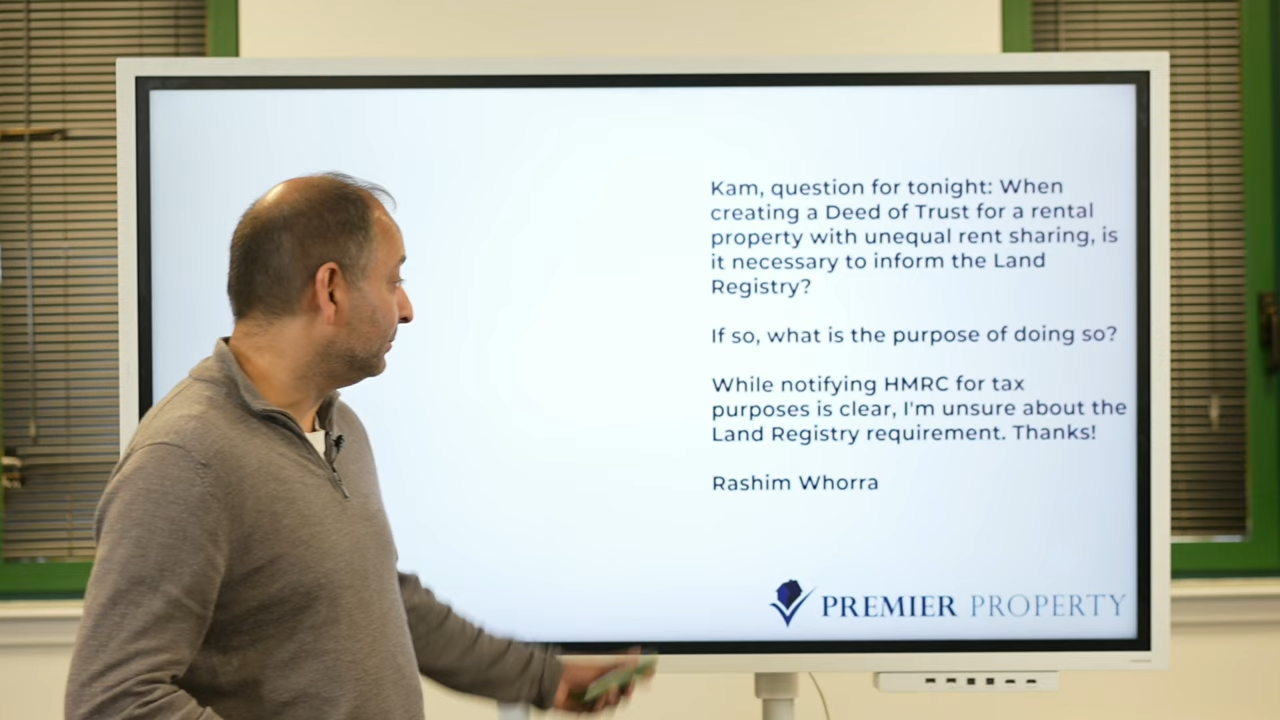 Kam, question for tonight: When
creating a Deed of Trust for a rental
property with unequal rent sharing, is
it necessary to inform the Land
Registry?
If so, what is the purpose of doing so?
While notifying HMRC for tax
purposes is clear, I'm unsure about the
Land Registry requirement. Thanks!
Rashim Whorra
PREMIER PROPERTY